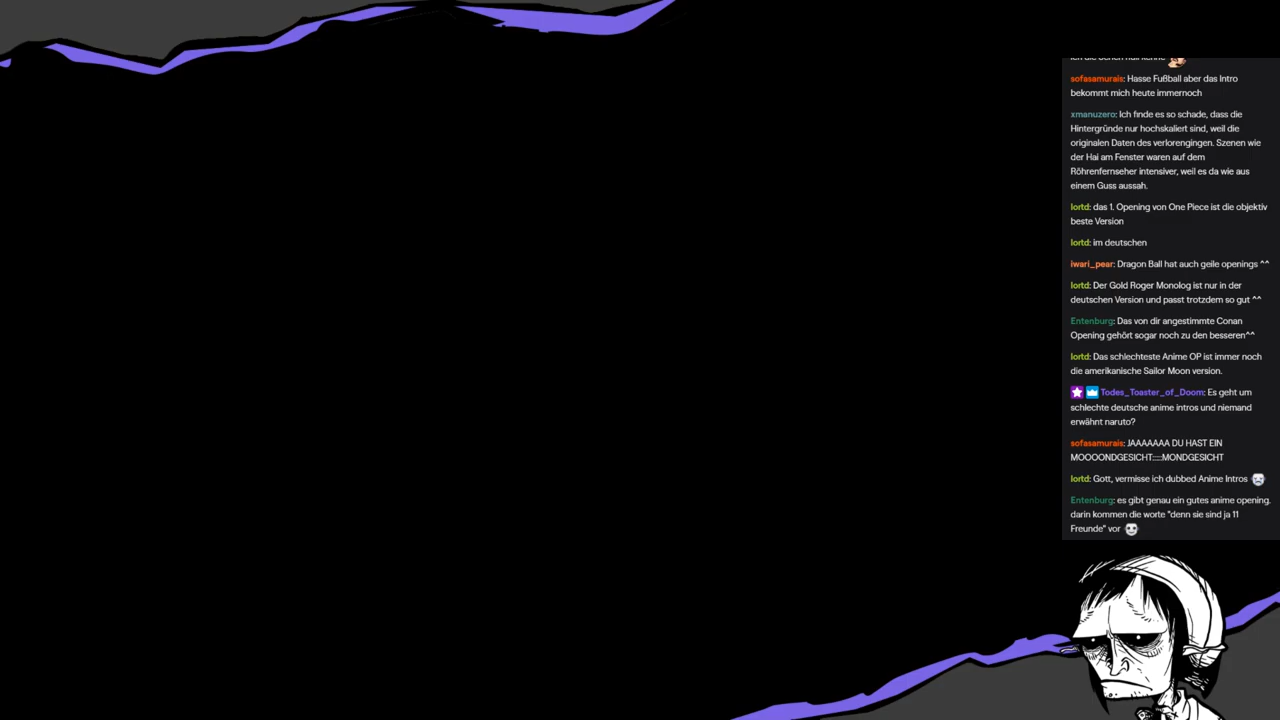 sofasamurais: Hasse Fußball aber das Intro
bekommt mich heute immernoch
xmanuzero: Ich finde es so schade, dass die
Hintergründe nur hochskaliert sind, weil die
originalen Daten des verlorengingen. Szenen wie
der Hai am Fenster waren auf dem
Röhrenfernseher intensiver, weil es da wie aus
einem Guss aussah.
lortd: das 1. Opening von One Piece ist die objektiv
beste Version
lortd: im deutschen
iwari_pear: Dragon Ball hat auch geile openings ^^
lortd: Der Gold Roger Monolog ist nur in der
deutschen Version und passt trotzdem so gut ^^
Entenburg: Das von dir angestimmte Conan
Opening gehört sogar noch zu den besseren^^
lortd: Das schlechteste Anime OP ist immer noch
die amerikanische Sailor Moon version.
Todes_Toaster_of_Doom: Es geht um
schlechte deutsche anime intros und niemand
erwähnt naruto?
sofasamurais: JAAAAAAA DU HAST EIN
MOOOONDGESICHT:::::MONDGESICHT
lortd: Gott, vermisse ich dubbed Anime Intros
Entenburg: es gibt genau ein gutes anime opening.
darin kommen die worte "denn sie sind ja 11
Freunde" vor